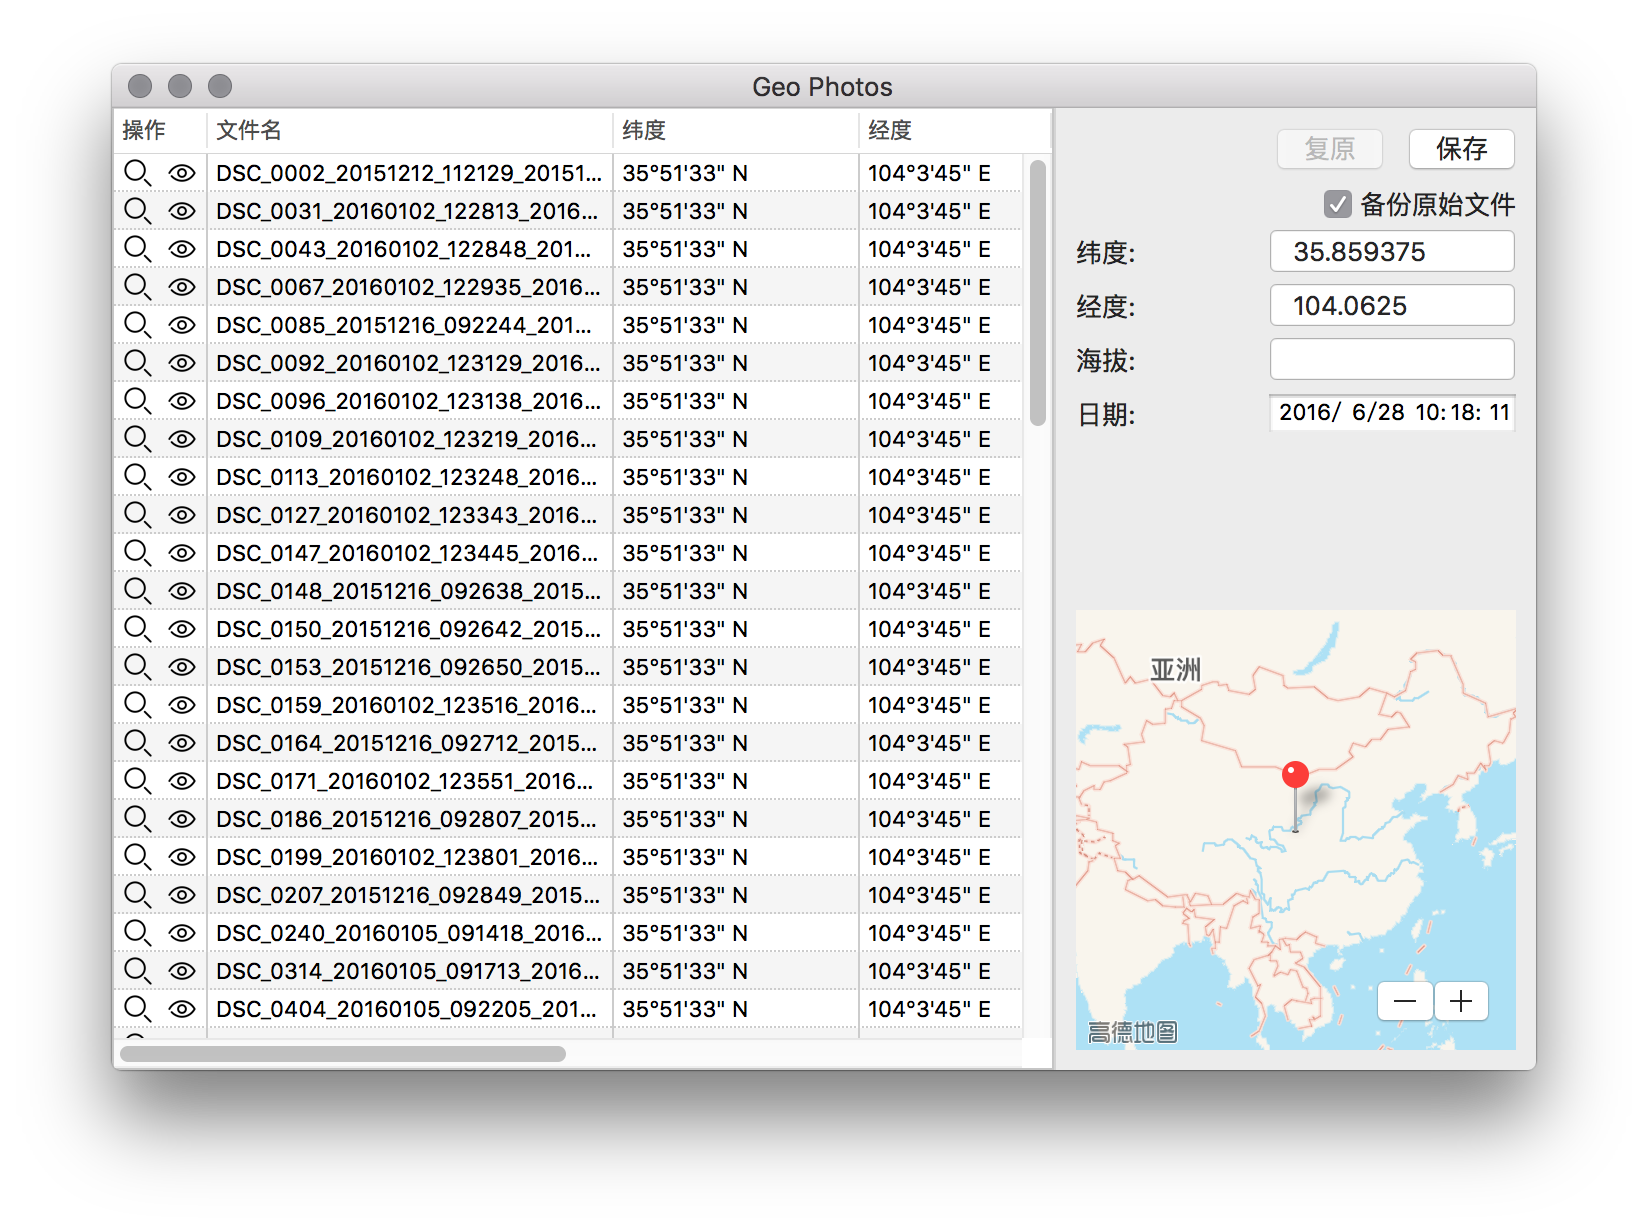 Geo Photos
操作 文件名 纬度 经度
DSC_0002_20151212_112129_20151... 35°51'33" N 104°3'45" E
DSC_0031_20160102_122813_2016... 35°51'33" N 104°3'45" E
DSC_0043_20160102_122848_201... 35°51'33" N 104°3'45" E
DSC_0067_20160102_122935_2016... 35°51'33" N 104°3'45" E
DSC_0085_20151216_092244_201... 35°51'33" N 104°3'45" E
DSC_0092_20160102_123129_2016... 35°51'33" N 104°3'45" E
DSC_0096_20160102_123138_2016... 35°51'33" N 104°3'45" E
DSC_0109_20160102_123219_2016... 35°51'33" N 104°3'45" E
DSC_0113_20160102_123248_2016... 35°51'33" N 104°3'45" E
DSC_0127_20160102_123343_2016... 35°51'33" N 104°3'45" E
DSC_0147_20160102_123445_2016... 35°51'33" N 104°3'45" E
DSC_0148_20151216_092638_2015... 35°51'33" N 104°3'45" E
DSC_0150_20151216_092642_2015... 35°51'33" N 104°3'45" E
DSC_0153_20151216_092650_2015... 35°51'33" N 104°3'45" E
DSC_0159_20160102_123516_2016... 35°51'33" N 104°3'45" E
DSC_0164_20151216_092712_2015... 35°51'33" N 104°3'45" E
DSC_0171_20160102_123551_2016... 35°51'33" N 104°3'45" E
DSC_0186_20151216_092807_2015... 35°51'33" N 104°3'45" E
DSC_0199_20160102_123801_2016... 35°51'33" N 104°3'45" E
DSC_0207_20151216_092849_2015... 35°51'33" N 104°3'45" E
DSC_0240_20160105_091418_2016... 35°51'33" N 104°3'45" E
DSC_0314_20160105_091713_2016... 35°51'33" N 104°3'45" E
DSC_0404_20160105_092205_201... 35°51'33" N 104°3'45" E
复原 保存
备份原始文件
纬度: 35.859375
经度: 104.0625
海拔:
日期: 2016/ 6/28 10:18:11
亚洲
高德地图